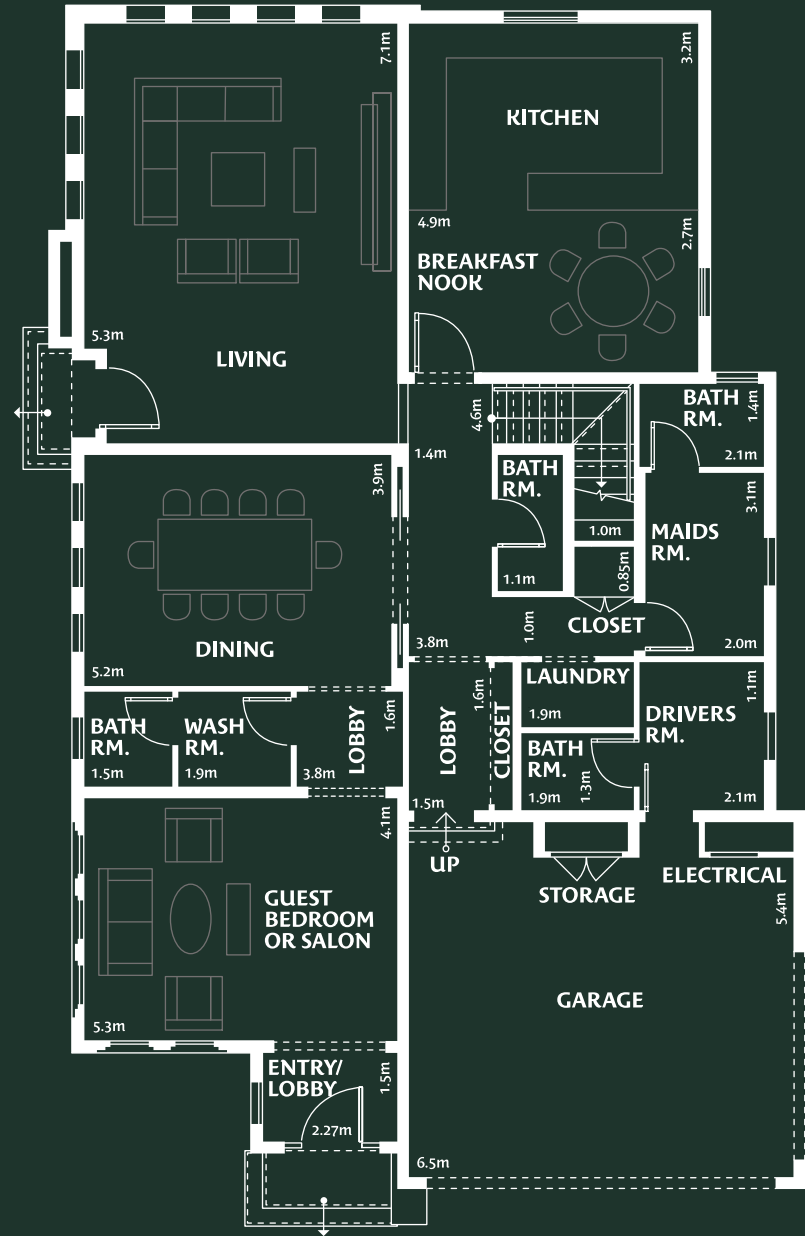 7.1m
3.2m
KITCHEN
4.9m
2.7m
BREAKFAST
NOOK
5.3m
LIVING
BATH
RM.
1.4m
2.1m
4.6m
1.4m
3.9m
BATH
RM.
1.1m
1.0m
MAIDS
RM.
3.1m
0.85m
CLOSET
1.0m
2.0m
DINING
5.2m
3.8m
LAUNDRY
1.9m
DRIVERS
RM.
1.1m
2.1m
BATH
RM.
1.5m
WASH
RM.
1.9m
LOBBY
1.6m
3.8m
LOBBY
1.6m
CLOSET
1.5m
BATH
RM.
1.9m
1.3m
UP
STORAGE
ELECTRICAL
4.1m
GUEST
BEDROOM
OR SALON
5.3m
5.4m
GARAGE
6.5m
ENTRY/
LOBBY
1.5m
2.27m